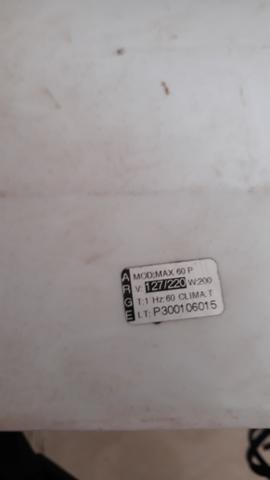 ARGE
MOD:MAX 60 P
V: 127/220 W:200
T:1 Hz:60 CLIMA.T
LT: P300106015